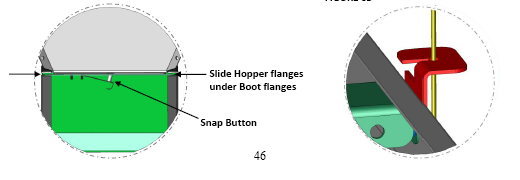 Slide Hopper flanges
under Boot flanges
Snap Button
46